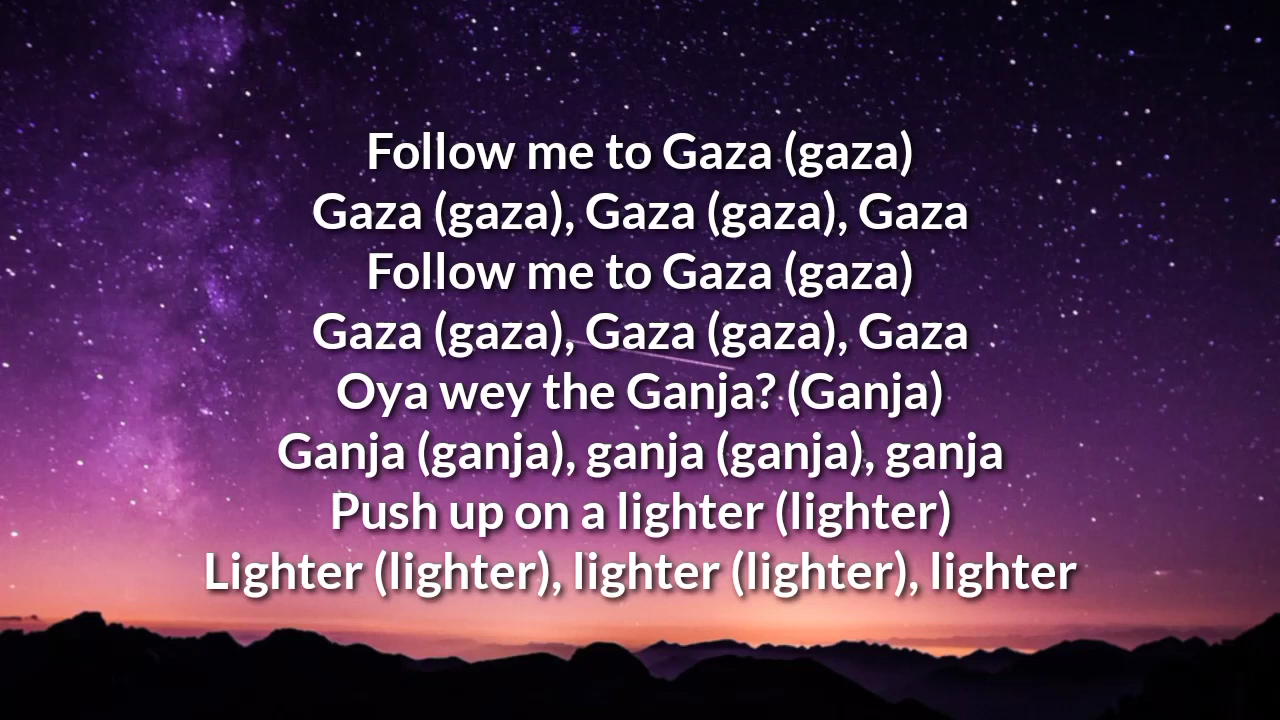 Follow me to Gaza (gaza)
Gaza (gaza), Gaza (gaza), Gaza
Follow me to Gaza (gaza)
Gaza (gaza), Gaza (gaza), Gaza
Oya wey the Ganja? (Ganja)
Ganja (ganja), ganja (ganja), ganja
Push up on a lighter (lighter)
Lighter (lighter), lighter (lighter), lighter